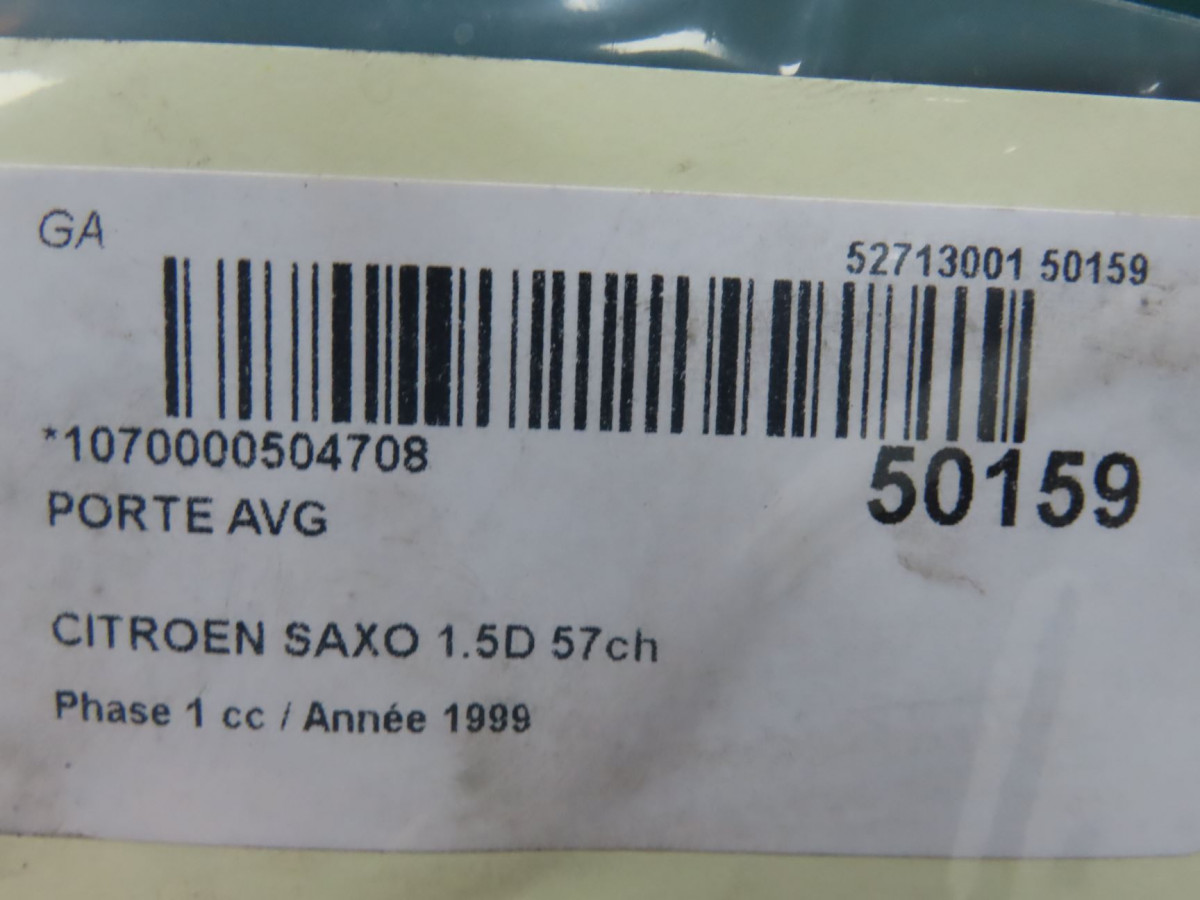 GA
52713001 50159
*1070000504708
50159
PORTE AVG
CITROEN SAXO 1.5D 57ch
Phase 1 cc / Année 1999